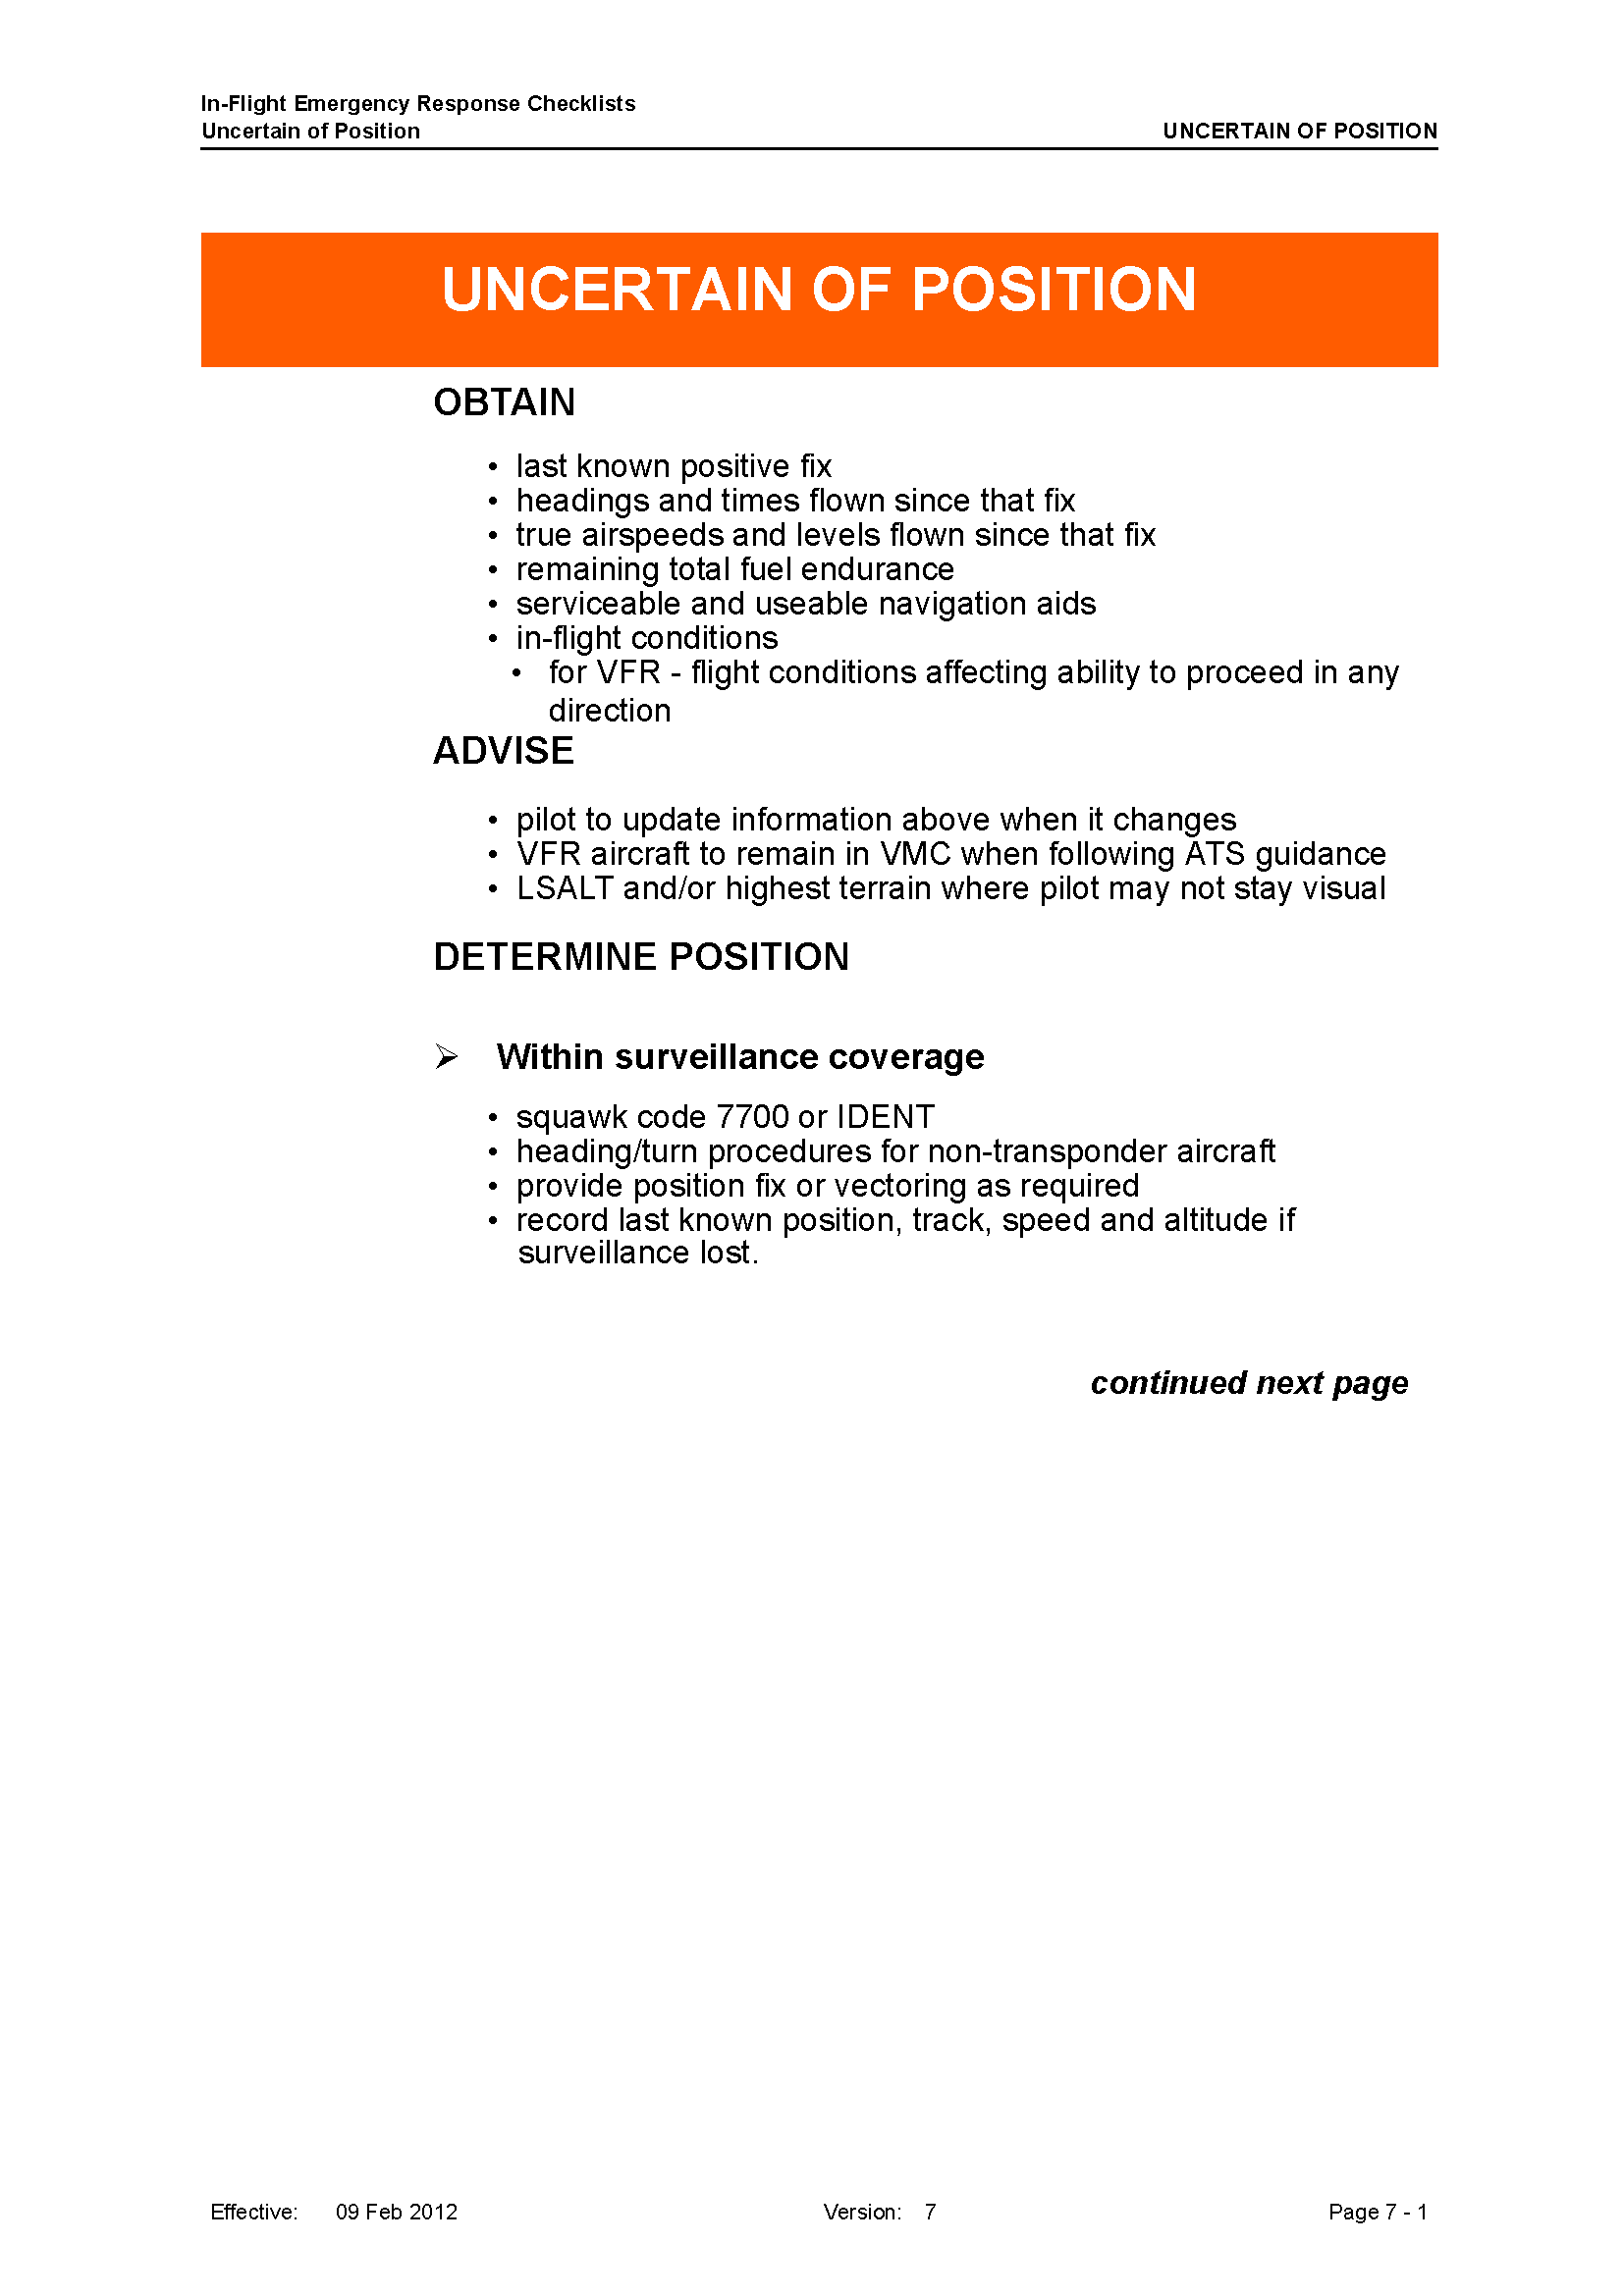 In-Flight Emergency Response Checklists
Uncertain of Position UNCERTAIN OF POSITION
UNCERTAIN OF POSITION
OBTAIN
• last known positive fix
• headings and times flown since that fix
• true airspeeds and levels flown since that fix
• remaining total fuel endurance
• serviceable and useable navigation aids
• in-flight conditions
• for VFR - flight conditions affecting ability to proceed in any
direction
ADVISE
• pilot to update information above when it changes
• VFR aircraft to remain in VMC when following ATS guidance
• LSALT and/or highest terrain where pilot may not stay visual
DETERMINE POSITION
➢ Within surveillance coverage
• squawk code 7700 or IDENT
• heading/turn procedures for non-transponder aircraft
• provide position fix or vectoring as required
• record last known position, track, speed and altitude if
surveillance lost.
continued next page
Effective: 09 Feb 2012 Version: 7 Page 7 - 1